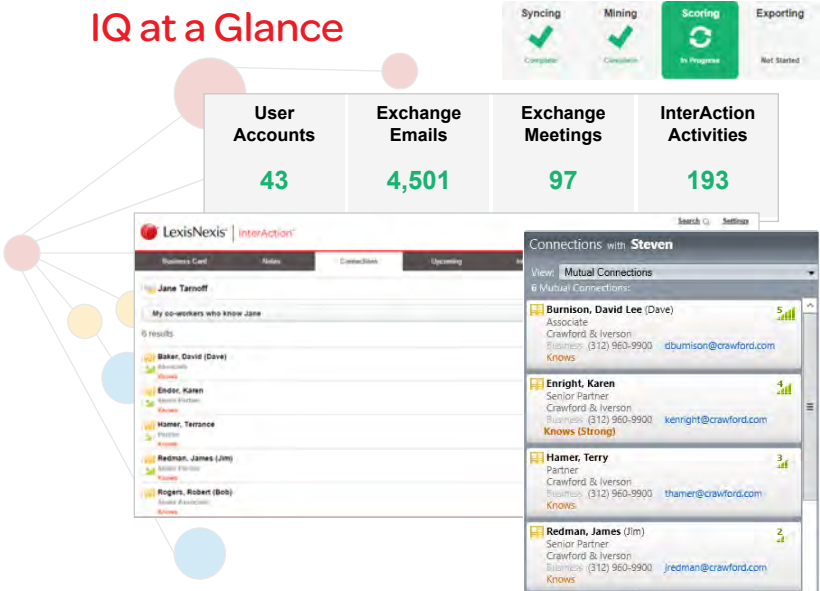 IQ at a Glance
Syncing Mining Scoring Exporting
Complete Complete In Progress Not Started
User Accounts Exchange Emails Exchange Meetings InterAction Activities
43 4,501 97 193
LexisNexis® | InterAction®
Search Settings
Business Card Notes Connections Upcoming
Jane Tarnoff
My co-workers who know Jane
6 results
Baker, David (Dave)
Associate
Knows
Endor, Karen
Senior Partner
Knows
Hamer, Terrance
Partner
Knows
Redman, James (Jim)
Senior Partner
Knows
Rogers, Robert (Bob)
Senior Associate
Knows
Connections with Steven
View: Mutual Connections
6 Mutual Connections:
Burnison, David Lee (Dave) 5
Associate
Crawford & Iverson
Business (312) 960-9900 dburnison@crawford.com
Knows
Enright, Karen 4
Senior Partner
Crawford & Iverson
Business (312) 960-9900 kenright@crawford.com
Knows (Strong)
Hamer, Terry 3
Partner
Crawford & Iverson
Business (312) 960-9900 thamer@crawford.com
Knows
Redman, James (Jim) 2
Senior Partner
Crawford & Iverson
Business (312) 960-9900 jredman@crawford.com
Knows